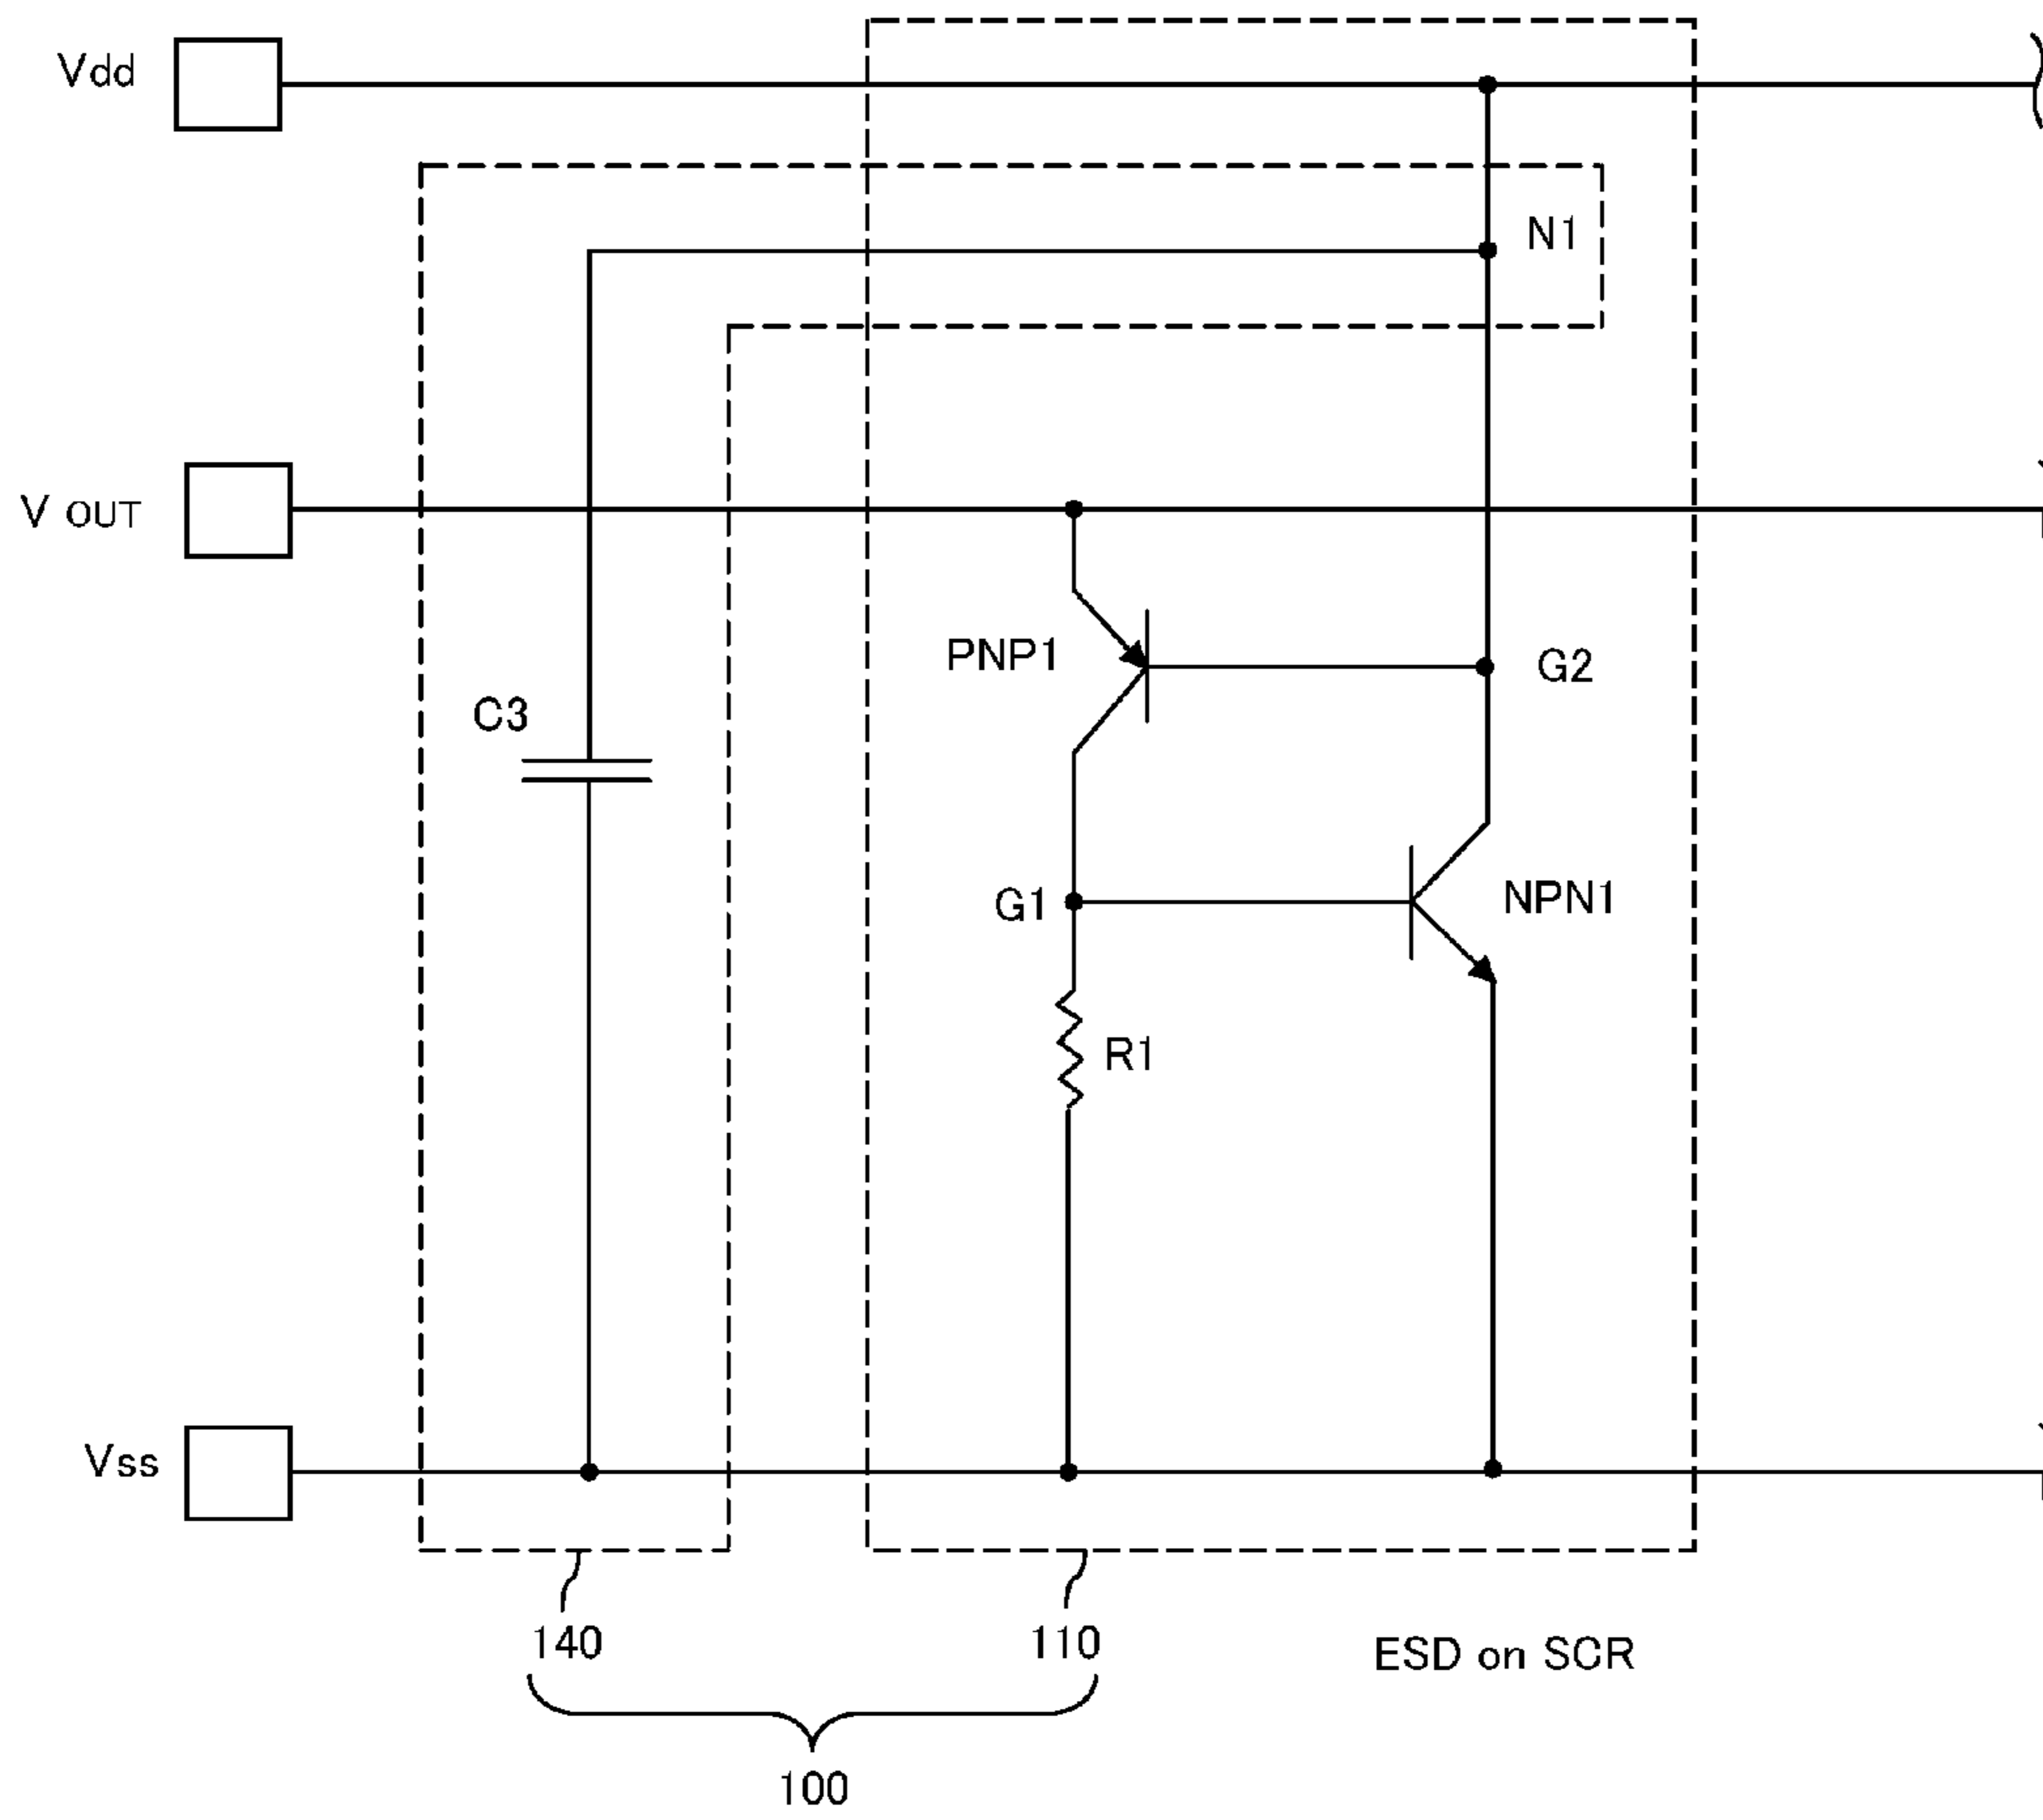 Vdd
N1
V OUT
PNP1
G2
C3
G1
NPN1
R1
Vss
140
110
ESD on SCR
100